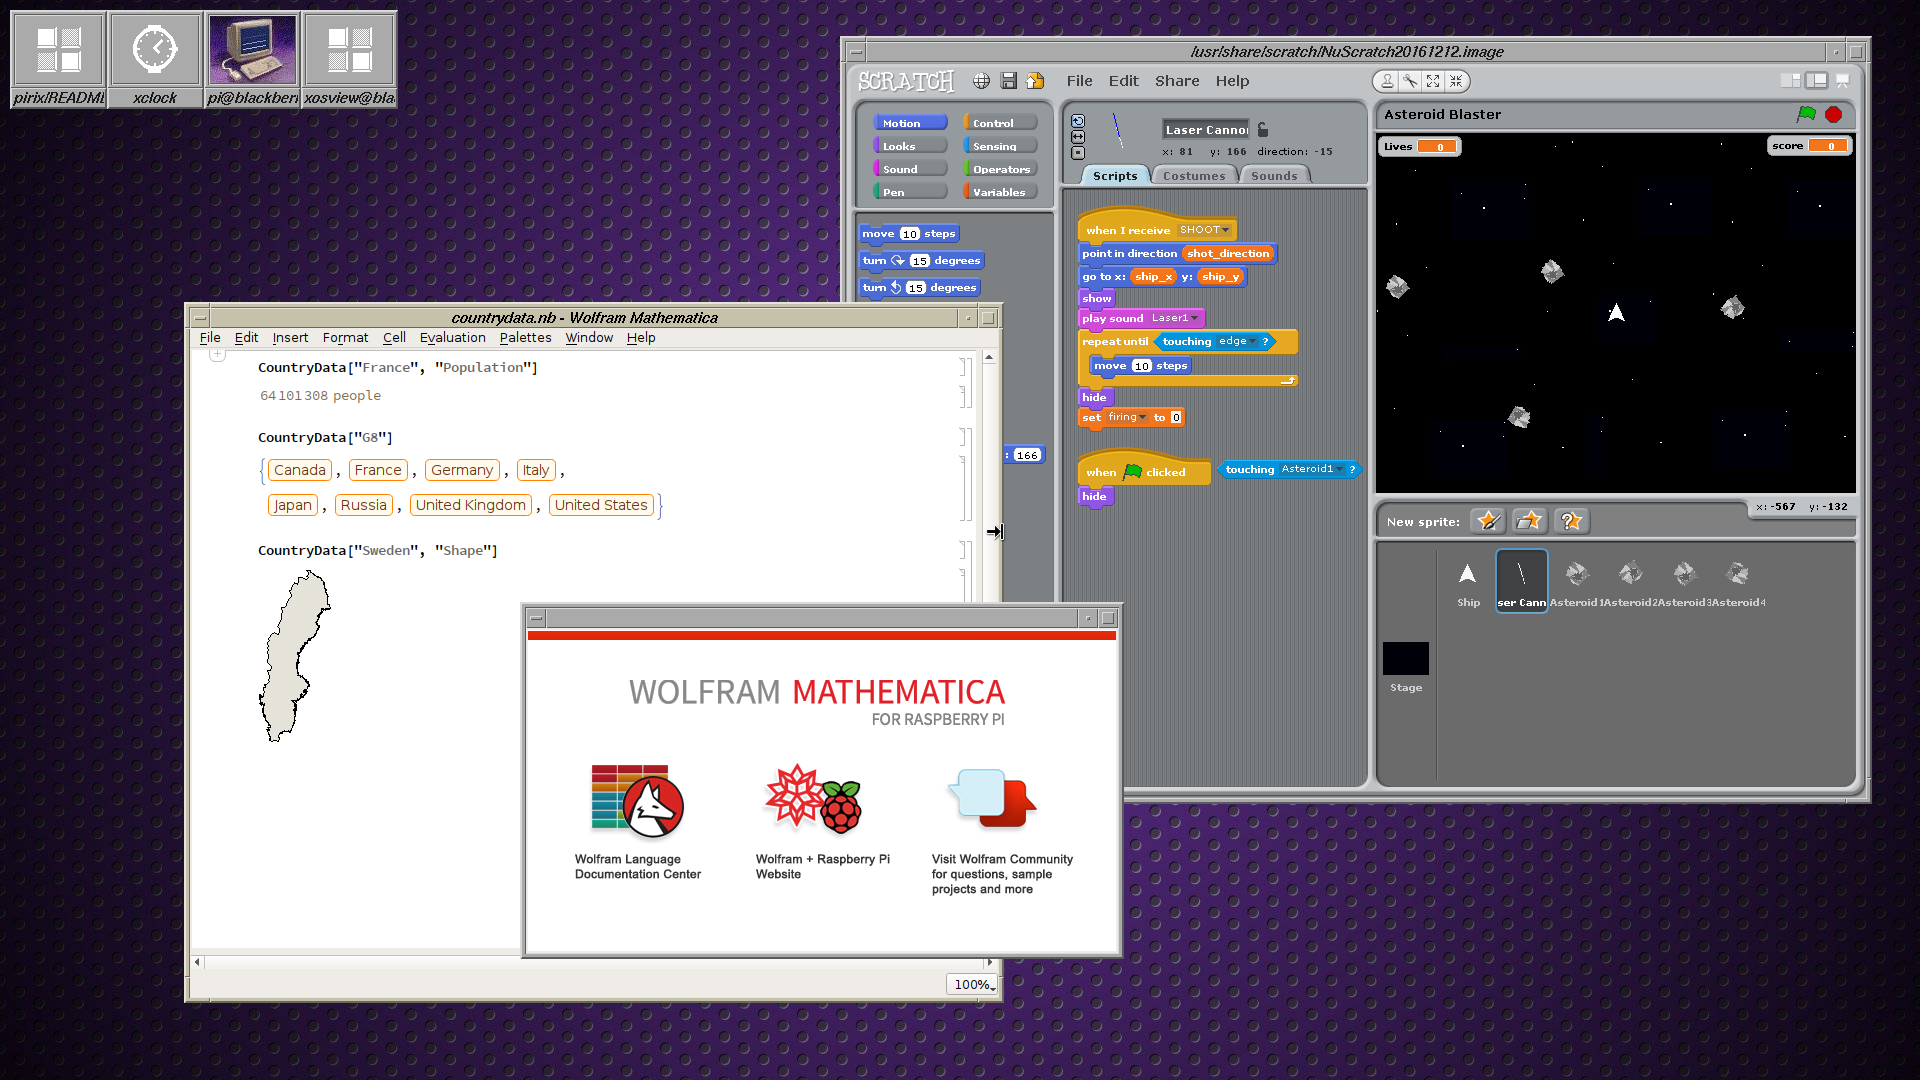 pirix/README
xclock
pi@blackberr
xosview@bla
/usr/share/scratch/NuScratch20161212.image
SCRATCH
File Edit Share Help
Motion
Control
Looks
Sensing
Sound
Operators
Pen
Variables
move 10 steps
turn 15 degrees
turn 15 degrees
: 166
Laser Canno
x: 81 y: 166 direction: -15
Scripts Costumes Sounds
when I receive SHOOT
point in direction shot_direction
go to x: ship_x y: ship_y
show
play sound Laser1
repeat until touching edge ?
move 10 steps
hide
set firing to 0
when clicked
touching Asteroid1 ?
hide
Asteroid Blaster
Lives 0
score 0
x: -567 y: -132
New sprite:
Ship
ser Cann
Asteroid1
Asteroid2
Asteroid3
Asteroid4
Stage
countrydata.nb - Wolfram Mathematica
File Edit Insert Format Cell Evaluation Palettes Window Help
CountryData["France", "Population"]
64101308 people
CountryData["G8"]
{Canada, France, Germany, Italy,
Japan, Russia, United Kingdom, United States}
CountryData["Sweden", "Shape"]
100%
WOLFRAM MATHEMATICA
FOR RASPBERRY PI
Wolfram Language
Documentation Center
Wolfram + Raspberry Pi
Website
Visit Wolfram Community
for questions, sample
projects and more